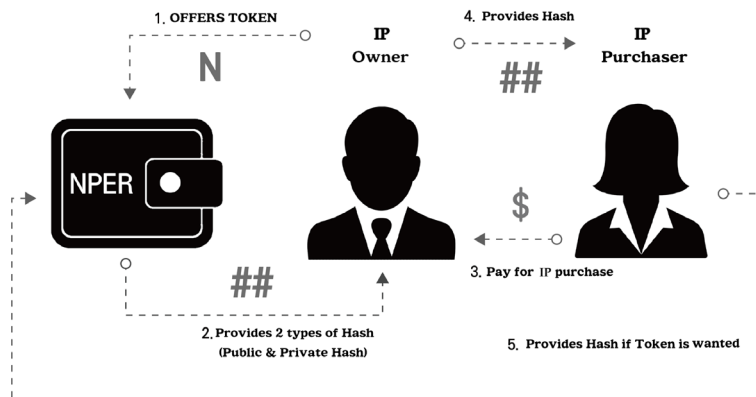 1. OFFERS TOKEN
N
IP
Owner
4. Provides Hash
##
IP
Purchaser
NPER
$
3. Pay for IP purchase
##
2. Provides 2 types of Hash
(Public & Private Hash)
5. Provides Hash if Token is wanted